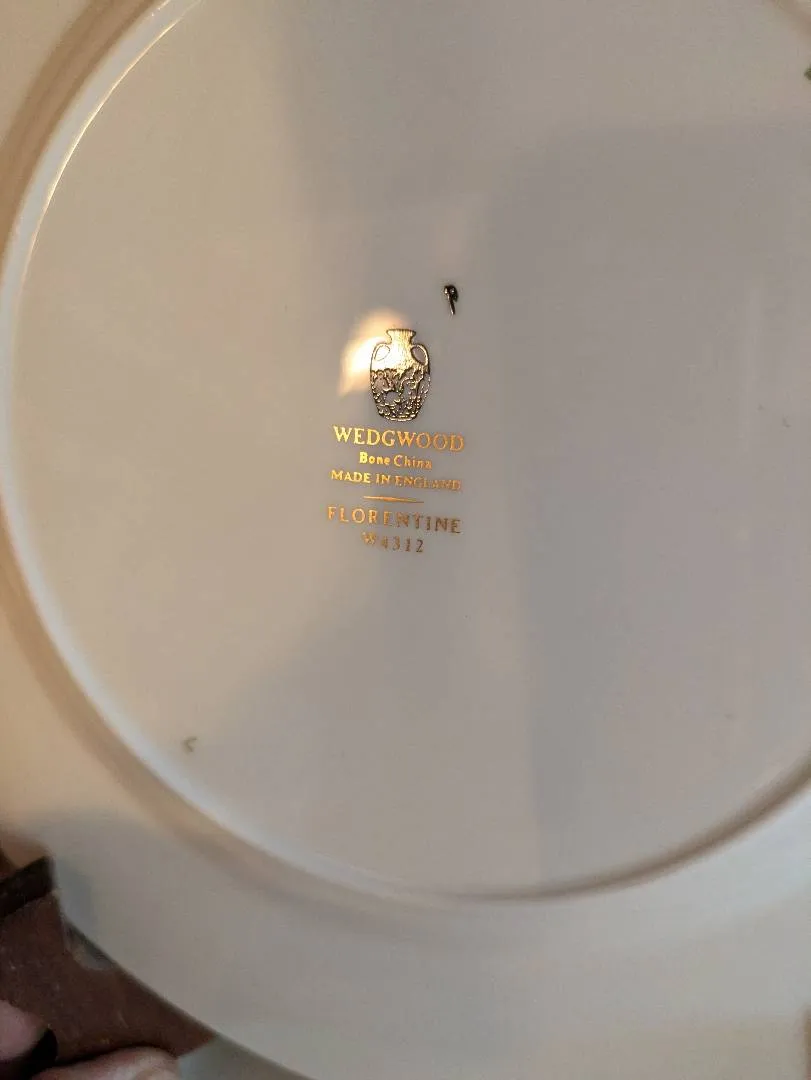 WEDGWOOD
Bone China
MADE IN ENGLAND
FLORENTINE
W4312